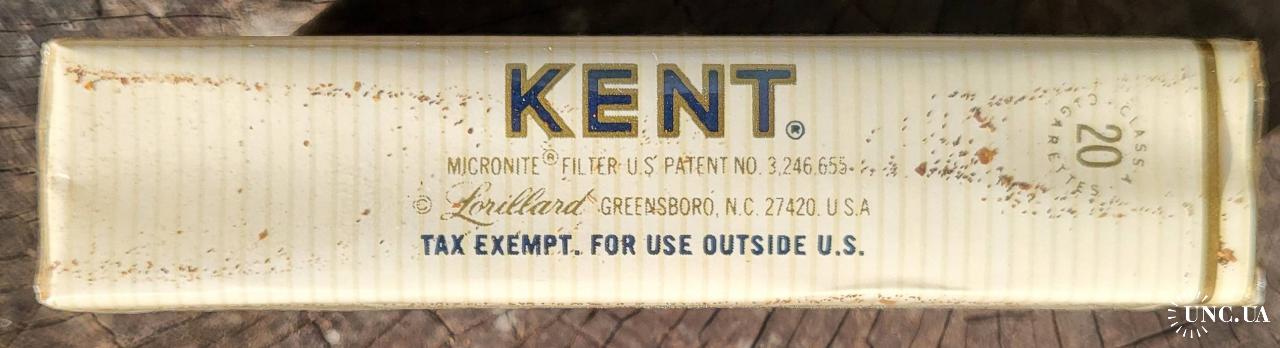 KENT®
MICRONITE® FILTER U.S. PATENT NO. 3,246,655
© Lorillard GREENSBORO, N.C. 27420. U S A
TAX EXEMPT. FOR USE OUTSIDE U.S.
CLASS A
20
CIGARETTES
UNC.UA